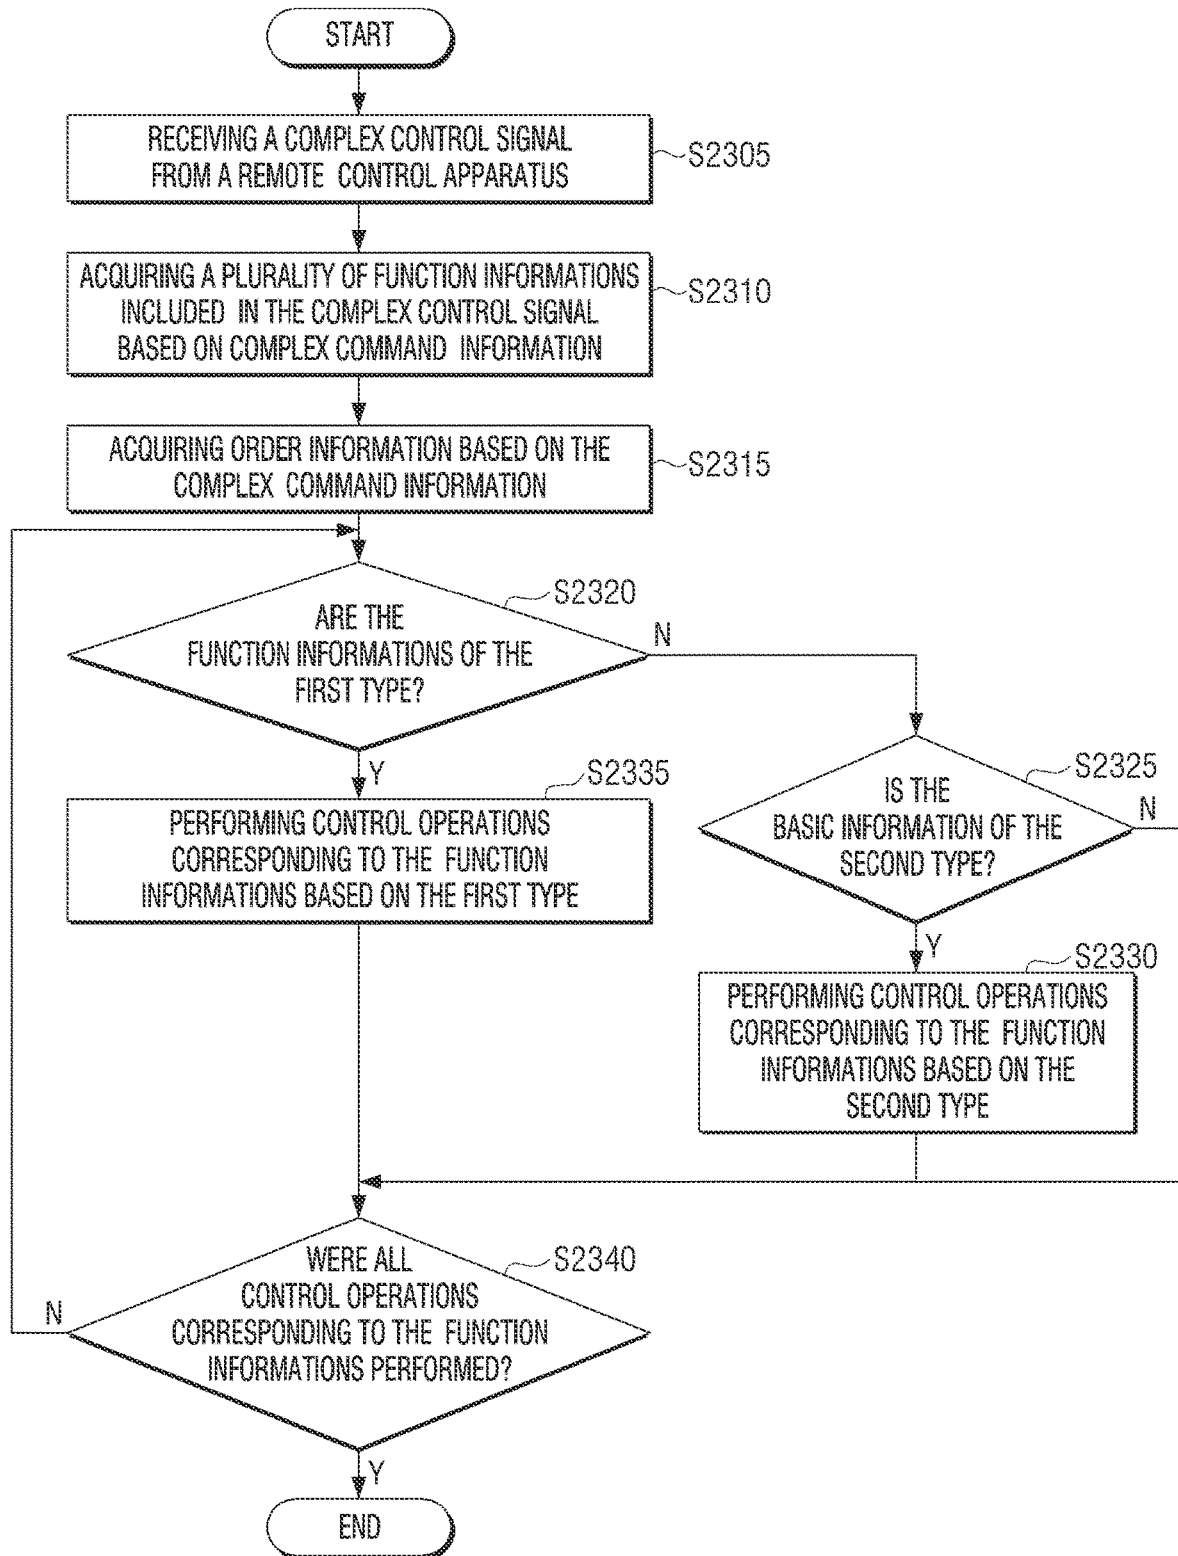 START
RECEIVING A COMPLEX CONTROL SIGNAL
FROM A REMOTE CONTROL APPARATUS
S2305
ACQUIRING A PLURALITY OF FUNCTION INFORMATIONS
INCLUDED IN THE COMPLEX CONTROL SIGNAL
BASED ON COMPLEX COMMAND INFORMATION
S2310
ACQUIRING ORDER INFORMATION BASED ON THE
COMPLEX COMMAND INFORMATION
S2315
S2320
ARE THE
FUNCTION INFORMATIONS OF THE
FIRST TYPE?
N
Y
S2335
PERFORMING CONTROL OPERATIONS
CORRESPONDING TO THE FUNCTION
INFORMATIONS BASED ON THE FIRST TYPE
S2325
IS THE
BASIC INFORMATION OF THE
SECOND TYPE?
N
Y
S2330
PERFORMING CONTROL OPERATIONS
CORRESPONDING TO THE FUNCTION
INFORMATIONS BASED ON THE
SECOND TYPE
S2340
WERE ALL
CONTROL OPERATIONS
CORRESPONDING TO THE FUNCTION
INFORMATIONS PERFORMED?
N
Y
END